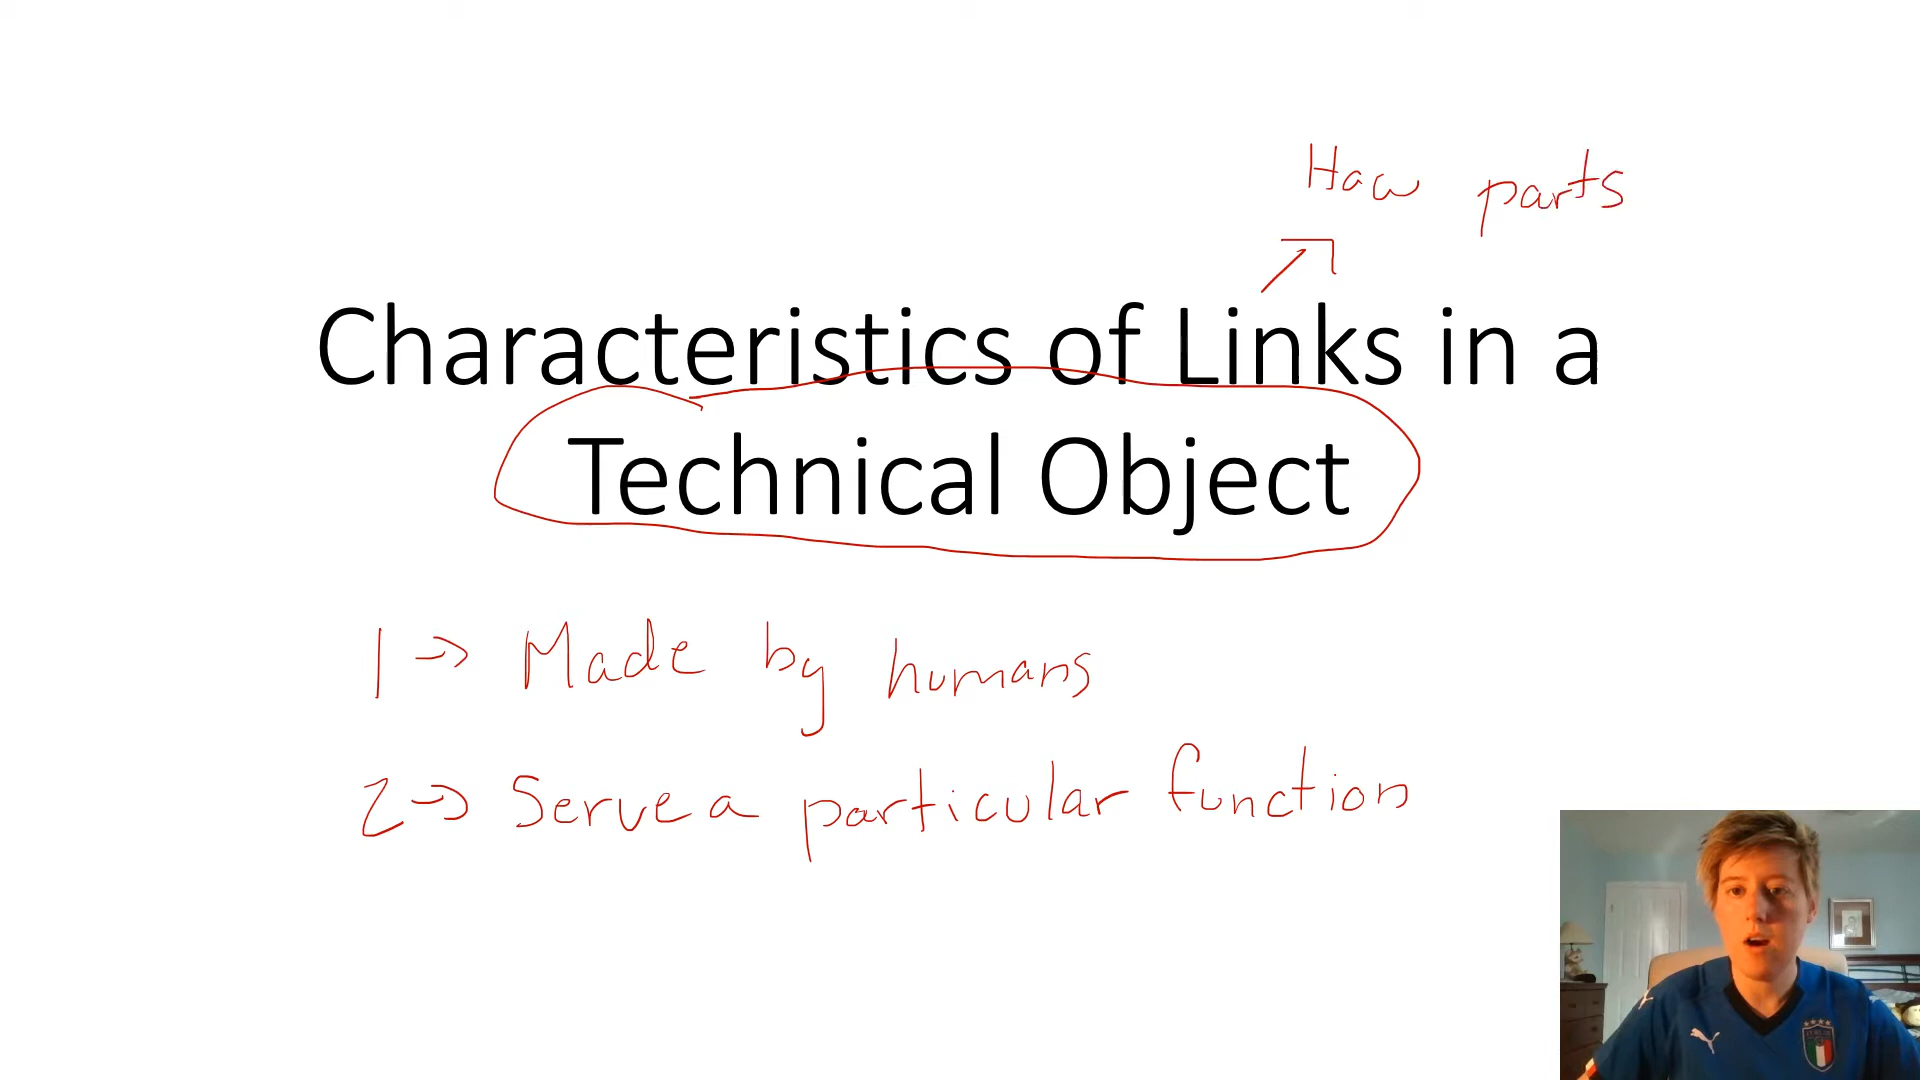 How parts
Characteristics of Links in a
Technical Object
1 → Made by humans
2 → Serve a particular function